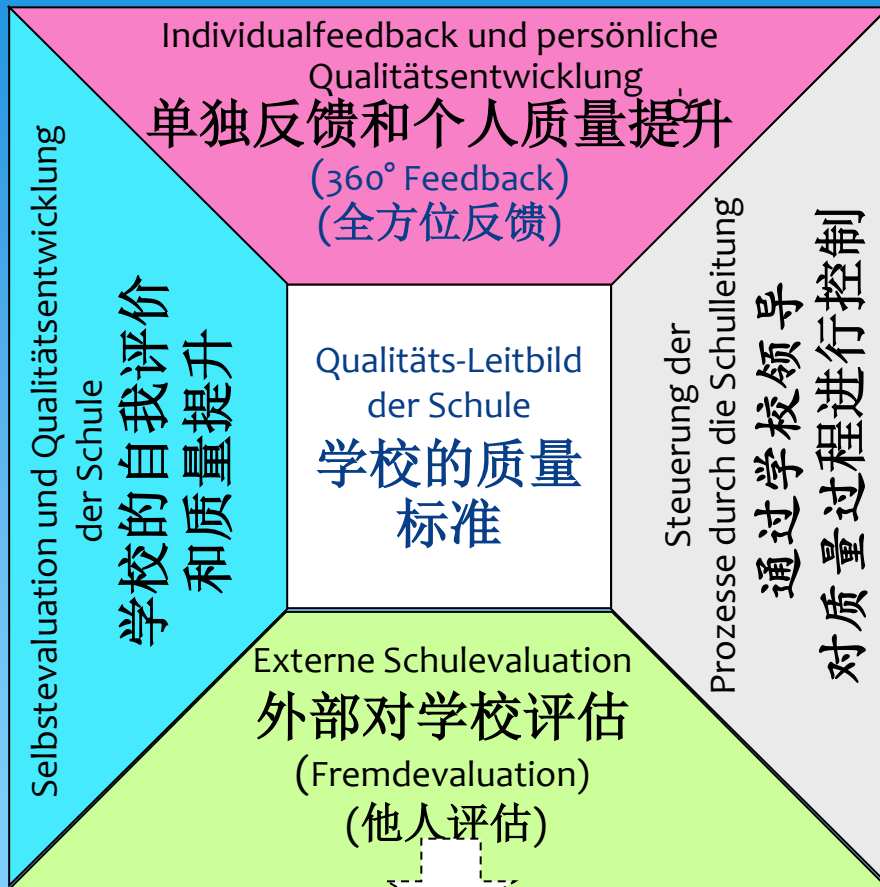 Individualfeedback und persönliche
Qualitätsentwicklung
单独反馈和个人质量提升
(360° Feedback)
(全方位反馈)
Selbstevaluation und Qualitätsentwicklung
der Schule
学校的自我评价
和质量提升
Qualitäts-Leitbild
der Schule
学校的质量
标准
Steuerung der
Prozesse durch die Schulleitung
通过学校领导
对质量过程进行控制
Externe Schulevaluation
外部对学校评估
(Fremdevaluation)
(他人评估)